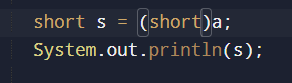 short s = (short)a;
System.out.println(s);